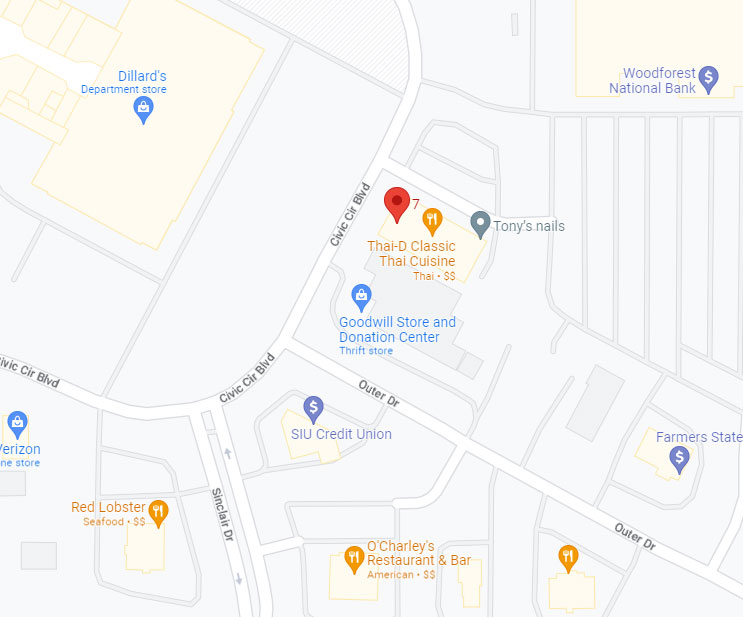 Dillard's
Department store
Woodforest
National Bank
Civic Cir Blvd
7
Thai-D Classic
Thai Cuisine
Thai • $$
Tony's nails
Goodwill Store and
Donation Center
Thrift store
Civic Cir Blvd
ivic Cir Blvd
Outer Dr
SIU Credit Union
Verizon
ne store
Farmers State
Red Lobster
Seafood • $$
Sinclair Dr
O'Charley's
Restaurant & Bar
American • $$
Outer Dr